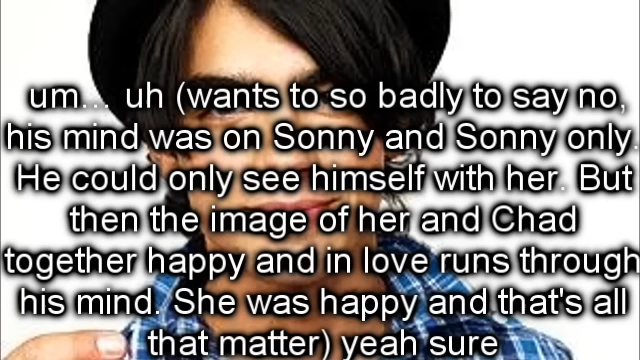 um... uh (wants to so badly to say no,
his mind was on Sonny and Sonny only.
He could only see himself with her. But
then the image of her and Chad
together happy and in love runs through
his mind. She was happy and that's all
that matter) yeah sure